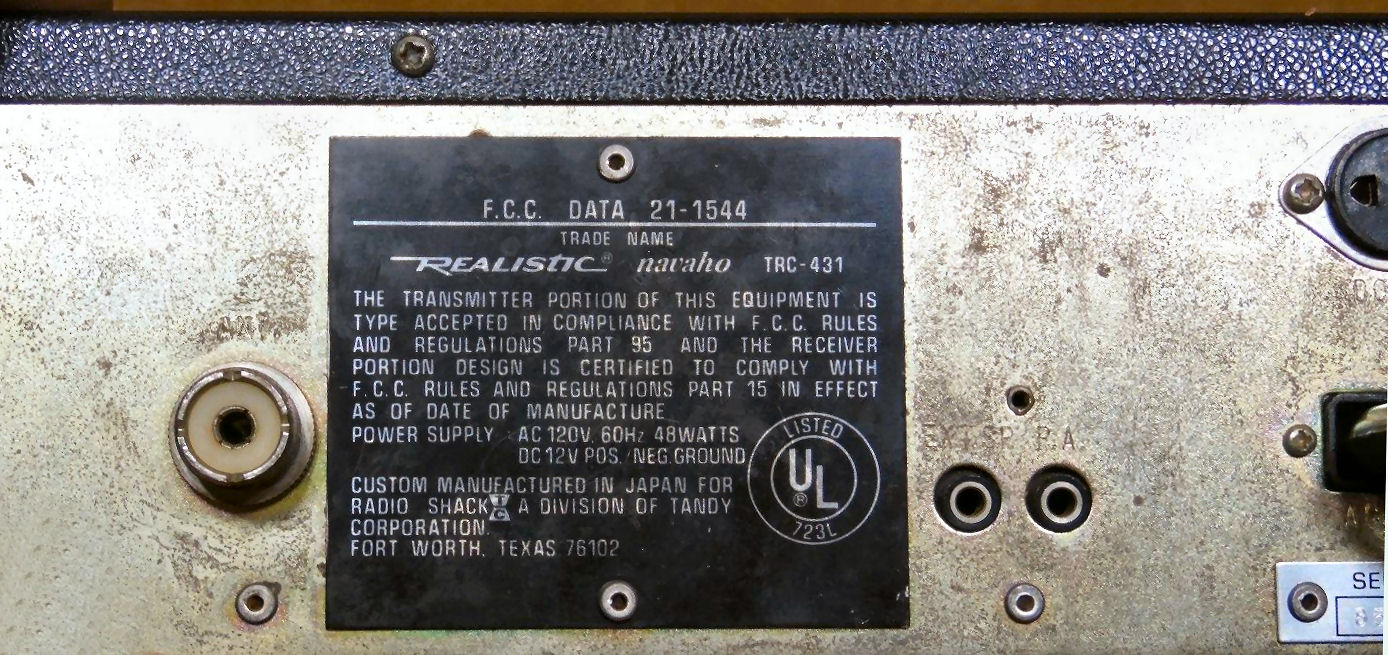 F.C.C. DATA 21-1544
TRADE NAME
REALISTIC® navaho TRC-431
THE TRANSMITTER PORTION OF THIS EQUIPMENT IS
TYPE ACCEPTED IN COMPLIANCE WITH F.C.C. RULES
AND REGULATIONS PART 95 AND THE RECEIVER
PORTION DESIGN IS CERTIFIED TO COMPLY WITH
F.C.C. RULES AND REGULATIONS PART 15 IN EFFECT
AS OF DATE OF MANUFACTURE
POWER SUPPLY AC 120V. 60Hz 48WATTS
DC 12V POS./NEG.GROUND
LISTED
UL
®
723L
CUSTOM MANUFACTURED IN JAPAN FOR
RADIO SHACK TC A DIVISION OF TANDY
CORPORATION.
FORT WORTH, TEXAS 76102
ANT
EXT SP P.A.
DC
SE